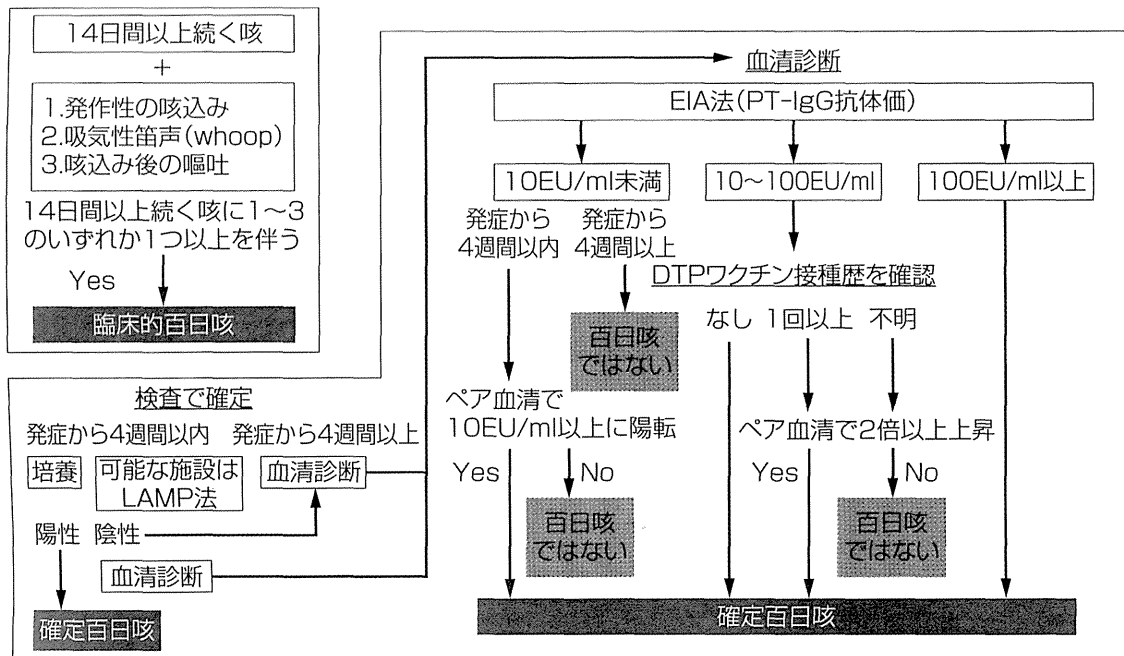 14日間以上続く咳
+
1.発作性の咳込み
2.吸気性笛声(whoop)
3.咳込み後の嘔吐
14日間以上続く咳に1〜3
のいずれか1つ以上を伴う
Yes
臨床的百日咳
検査で確定
発症から4週間以内 発症から4週間以上
培養
可能な施設は
LAMP法
血清診断
陽性 陰性
血清診断
確定百日咳
血清診断
EIA法(PT-IgG抗体価)
10EU/ml未満
10〜100EU/ml
100EU/ml以上
発症から
4週間以内
発症から
4週間以上
DTPワクチン接種歴を確認
なし 1回以上 不明
百日咳
ではない
ペア血清で
10EU/ml以上に陽転
ペア血清で2倍以上上昇
Yes
No
Yes
No
百日咳
ではない
百日咳
ではない
確定百日咳